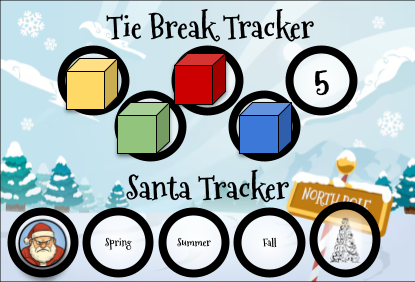 Tie Break Tracker
5
Santa Tracker
NORTH POLE
Spring
Summer
Fall